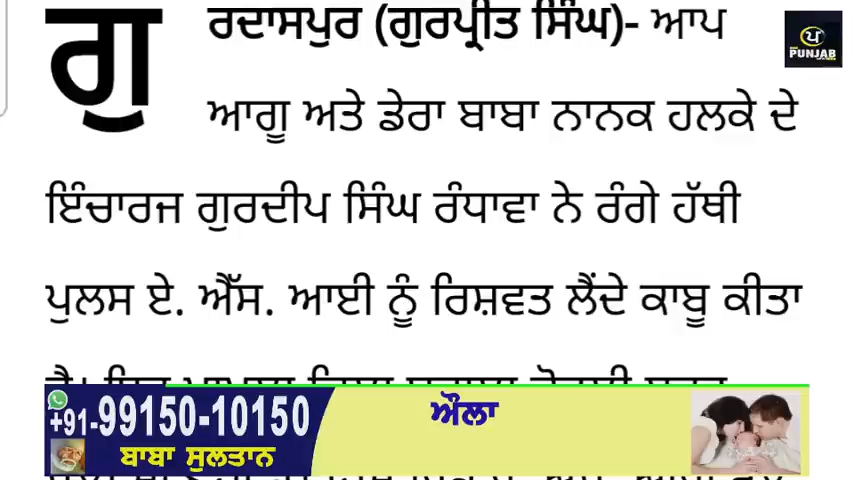 ਗੁਰਦਾਸਪੁਰ (ਗੁਰਪ੍ਰੀਤ ਸਿੰਘ)- ਆਪ
ਆਗੂ ਅਤੇ ਡੇਰਾ ਬਾਬਾ ਨਾਨਕ ਹਲਕੇ ਦੇ
ਇੰਚਾਰਜ ਗੁਰਦੀਪ ਸਿੰਘ ਰੰਧਾਵਾ ਨੇ ਰੰਗੇ ਹੱਥੀ
ਪੁਲਸ ਏ. ਐੱਸ. ਆਈ ਨੂੰ ਰਿਸ਼ਵਤ ਲੈਂਦੇ ਕਾਬੂ ਕੀਤਾ
ਪ
PUNJAB
+91-99150-10150
ਬਾਬਾ ਸੁਲਤਾਨ
ਔਲਾ